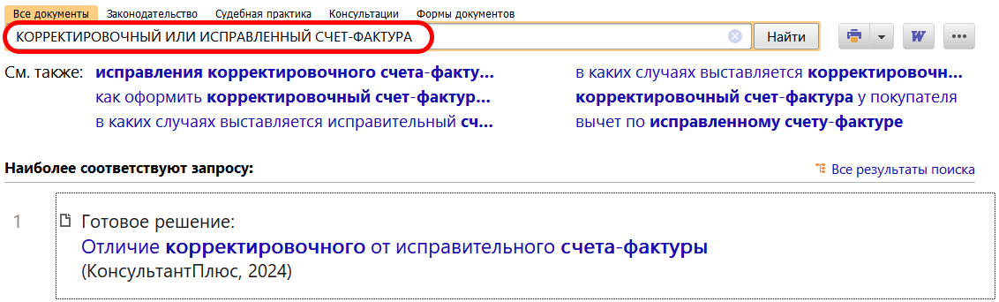 Все документы Законодательство Судебная практика Консультации Формы документов
КОРРЕКТИРОВОЧНЫЙ ИЛИ ИСПРАВЛЕННЫЙ СЧЕТ-ФАКТУРА Найти W
См. также: исправления корректировочного счета-факту... в каких случаях выставляется корректировочн...
как оформить корректировочный счет-фактур... корректировочный счет-фактура у покупателя
в каких случаях выставляется исправительный сч... вычет по исправленному счету-фактуре
Наиболее соответствуют запросу: Все результаты поиска
1 Готовое решение:
Отличие корректировочного от исправительного счета-фактуры
(КонсультантПлюс, 2024)